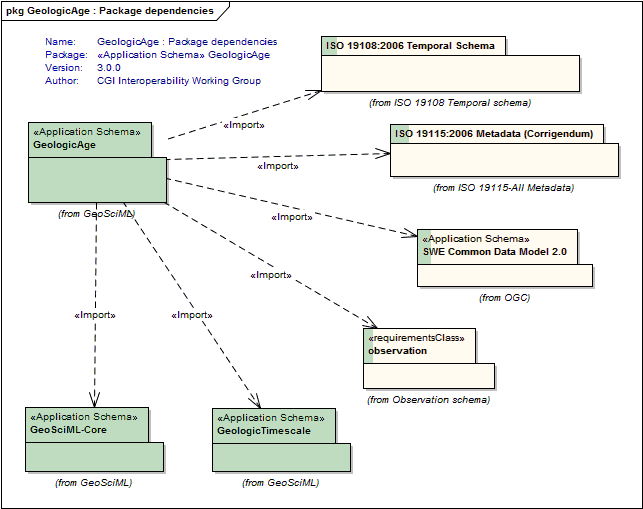 pkg GeologicAge : Package dependencies
Name: GeologicAge : Package dependencies
Package: «Application Schema» GeologicAge
Version: 3.0.0
Author: CGI Interoperability Working Group
ISO 19108:2006 Temporal Schema
(from ISO 19108 Temporal schema)
«Import»
«Application Schema»
GeologicAge
(from GeoSciML)
ISO 19115:2006 Metadata (Corrigendum)
(from ISO 19115-All Metadata)
«Import»
«Import»
«Application Schema»
SWE Common Data Model 2.0
(from OGC)
«Import»
«requirementsClass»
observation
(from Observation schema)
«Import»
«Import»
«Application Schema»
GeoSciML-Core
(from GeoSciML)
«Application Schema»
GeologicTimescale
(from GeoSciML)